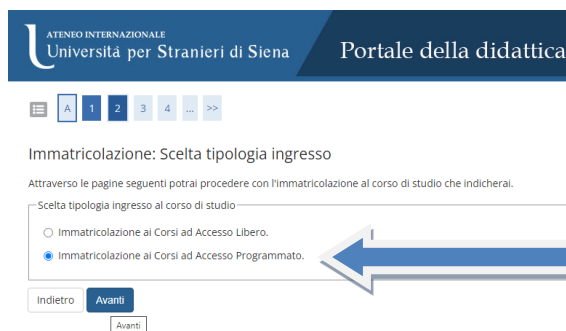 ATENEO INTERNAZIONALE
Università per Stranieri di Siena
Portale della didattica
A 1 2 3 4 ... >>
Immatricolazione: Scelta tipologia ingresso
Attraverso le pagine seguenti potrai procedere con l'immatricolazione al corso di studio che indicherai.
Scelta tipologia ingresso al corso di studio
Immatricolazione ai Corsi ad Accesso Libero.
Immatricolazione ai Corsi ad Accesso Programmato.
Indietro Avanti
Avanti